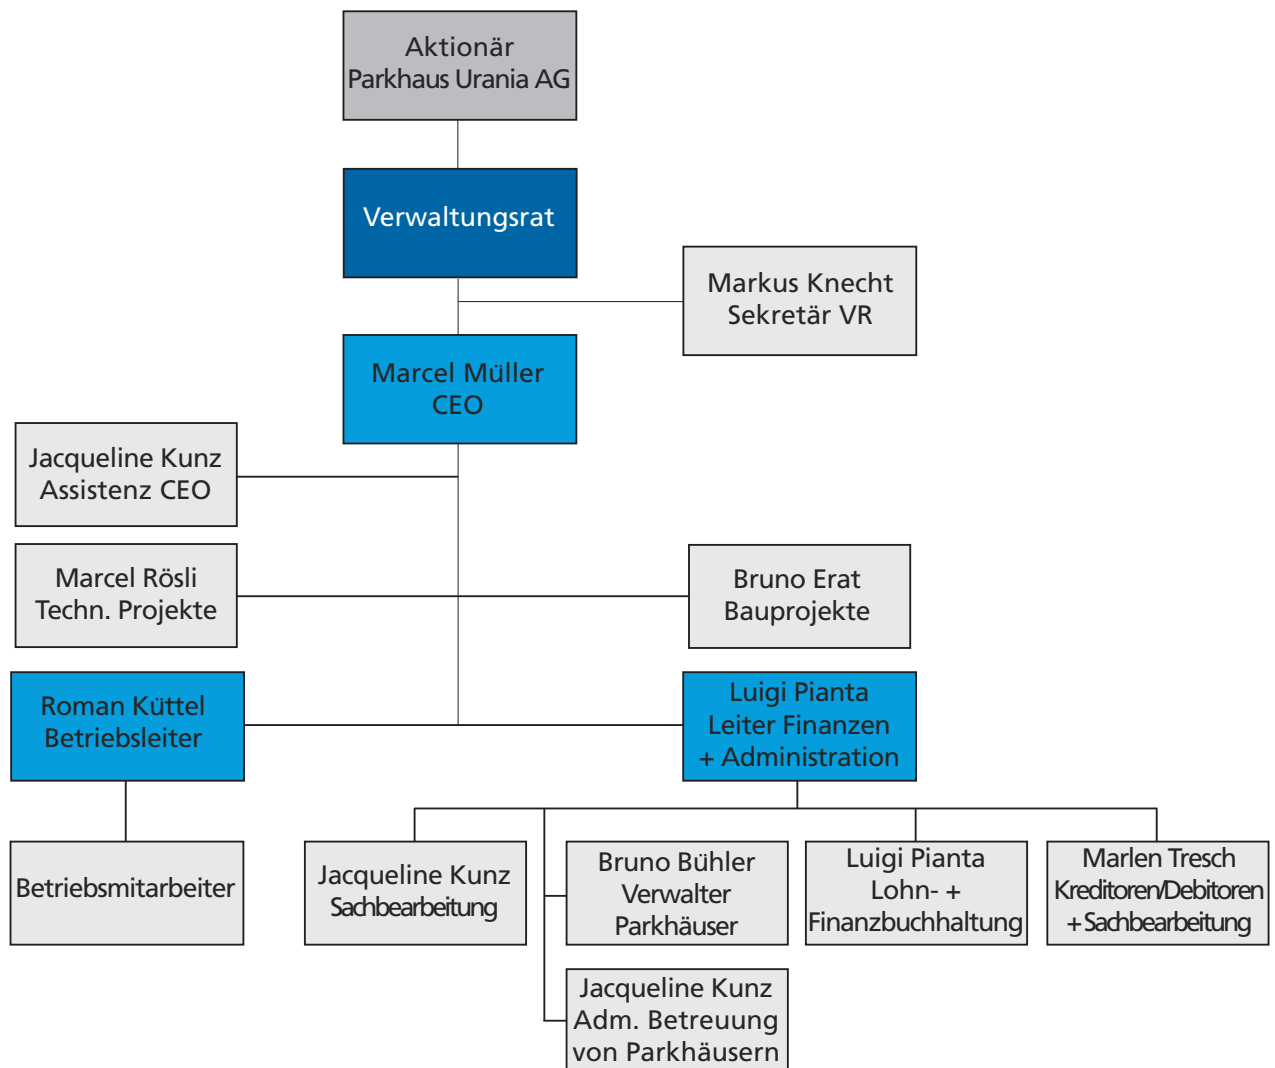 Aktionär
Parkhaus Urania AG
Verwaltungsrat
Markus Knecht
Sekretär VR
Marcel Müller
CEO
Jacqueline Kunz
Assistenz CEO
Marcel Rösli
Techn. Projekte
Bruno Erat
Bauprojekte
Roman Küttel
Betriebsleiter
Luigi Pianta
Leiter Finanzen
+ Administration
Betriebsmitarbeiter
Jacqueline Kunz
Sachbearbeitung
Bruno Bühler
Verwalter
Parkhäuser
Luigi Pianta
Lohn- +
Finanzbuchhaltung
Marlen Tresch
Kreditoren/Debitoren
+ Sachbearbeitung
Jacqueline Kunz
Adm. Betreuung
von Parkhäusern